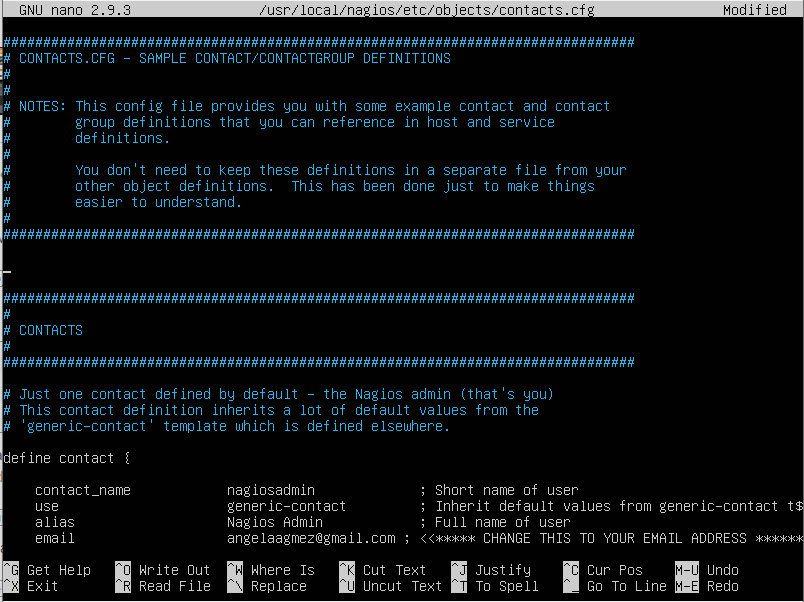 GNU nano 2.9.3 /usr/local/nagios/etc/objects/contacts.cfg Modified
###############################################################################
# CONTACTS.CFG - SAMPLE CONTACT/CONTACTGROUP DEFINITIONS
#
#
# NOTES: This config file provides you with some example contact and contact
#        group definitions that you can reference in host and service
#        definitions.
#
#        You don't need to keep these definitions in a separate file from your
#        other object definitions.  This has been done just to make things
#        easier to understand.
#
###############################################################################
###############################################################################
#
# CONTACTS
#
###############################################################################
# Just one contact defined by default - the Nagios admin (that's you)
# This contact definition inherits a lot of default values from the
# 'generic-contact' template which is defined elsewhere.
define contact {
    contact_name            nagiosadmin             ; Short name of user
    use                     generic-contact         ; Inherit default values from generic-contact t$
    alias                   Nagios Admin            ; Full name of user
    email                   angelaagmez@gmail.com ; <<***** CHANGE THIS TO YOUR EMAIL ADDRESS ******
^G Get Help ^O Write Out ^W Where Is ^K Cut Text ^J Justify ^C Cur Pos M-U Undo
^X Exit ^R Read File ^\ Replace ^U Uncut Text ^T To Spell ^_ Go To Line M-E Redo